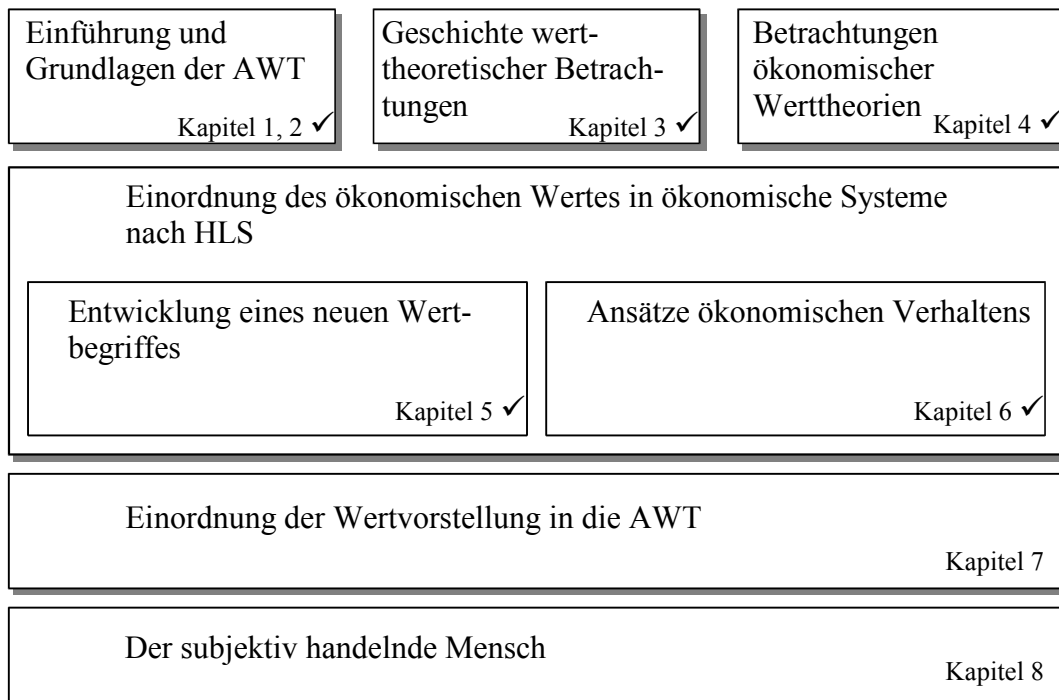 Einführung und
Grundlagen der AWT
Kapitel 1, 2 ✓
Geschichte wert-
theoretischer Betrach-
tungen
Kapitel 3 ✓
Betrachtungen
ökonomischer
Werttheorien
Kapitel 4 ✓
Einordnung des ökonomischen Wertes in ökonomische Systeme
nach HLS
Entwicklung eines neuen Wert-
begriffes
Kapitel 5 ✓
Ansätze ökonomischen Verhaltens
Kapitel 6 ✓
Einordnung der Wertvorstellung in die AWT
Kapitel 7
Der subjektiv handelnde Mensch
Kapitel 8